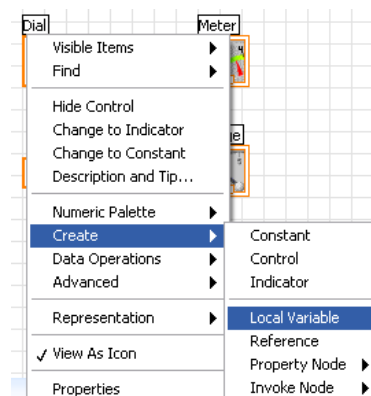 Dial Meter
Visible Items
Find
Hide Control
Change to Indicator
Change to Constant
Description and Tip...
Numeric Palette
Create
Data Operations
Advanced
Representation
View As Icon
Properties
Constant
Control
Indicator
Local Variable
Reference
Property Node
Invoke Node